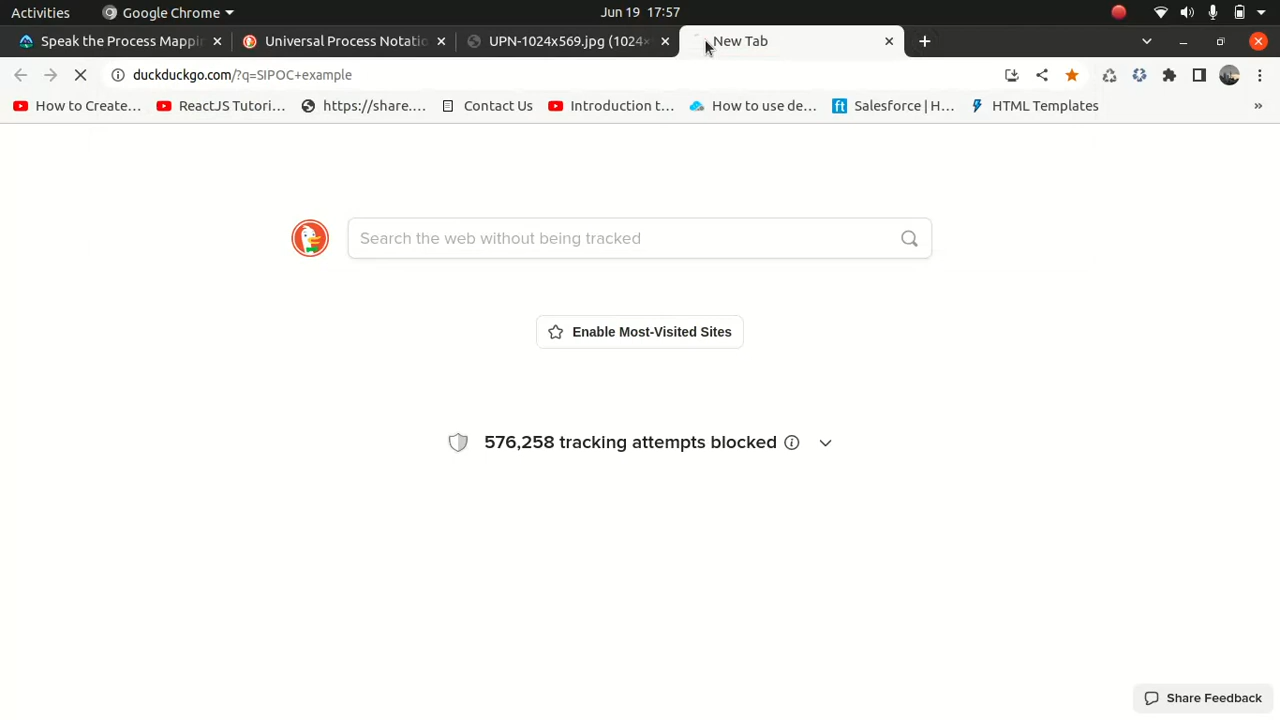 Activities Google Chrome Jun 19 17:57
Speak the Process Mappi Universal Process Notatio UPN-1024x569.jpg (1024× New Tab
duckduckgo.com/?q=SIPOC+example
How to Create… ReactJS Tutori… https://share.… Contact Us Introduction t… How to use de… ft Salesforce | H… HTML Templates »
Search the web without being tracked
Enable Most-Visited Sites
576,258 tracking attempts blocked
Share Feedback